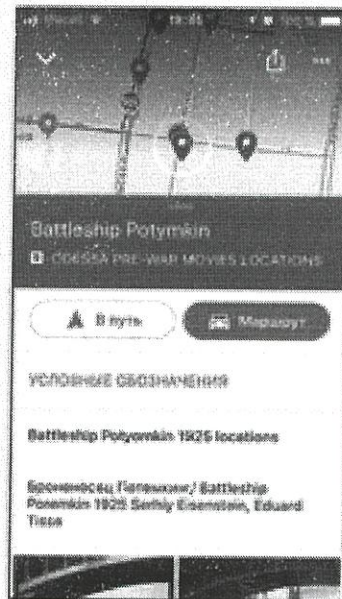 Battleship Potymkin
ODESSA PRE-WAR MOVIES LOCATIONS
В путь
Маршрут
УСЛОВНЫЕ ОБОЗНАЧЕНИЯ
Battleship Polyomkin 1925 locations
Броненосец Потемкин/ Battleship
Potemkin 1925 Serhiy Eisenstein, Eduard
Tisse